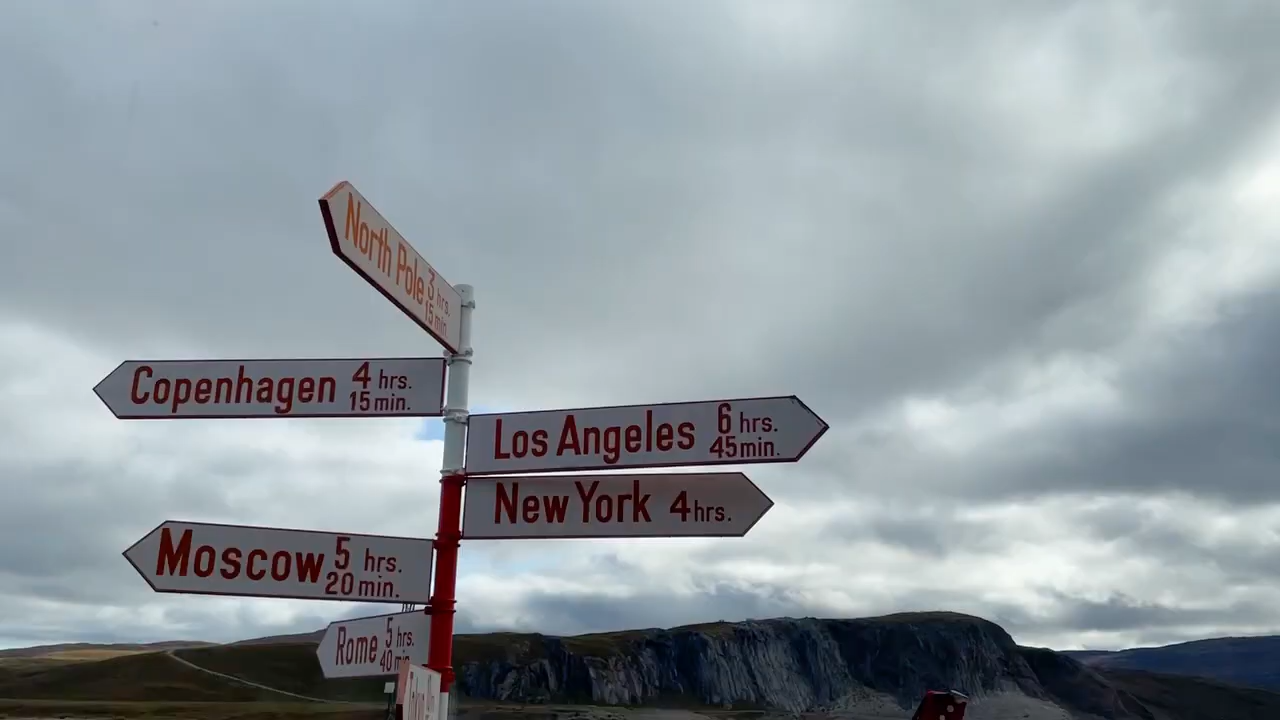 North Pole 3 hrs.
15 min.
Copenhagen 4 hrs.
15 min.
Los Angeles 6 hrs.
45 min.
New York 4 hrs.
Moscow 5 hrs.
20 min.
Rome 5 hrs.
40 min.